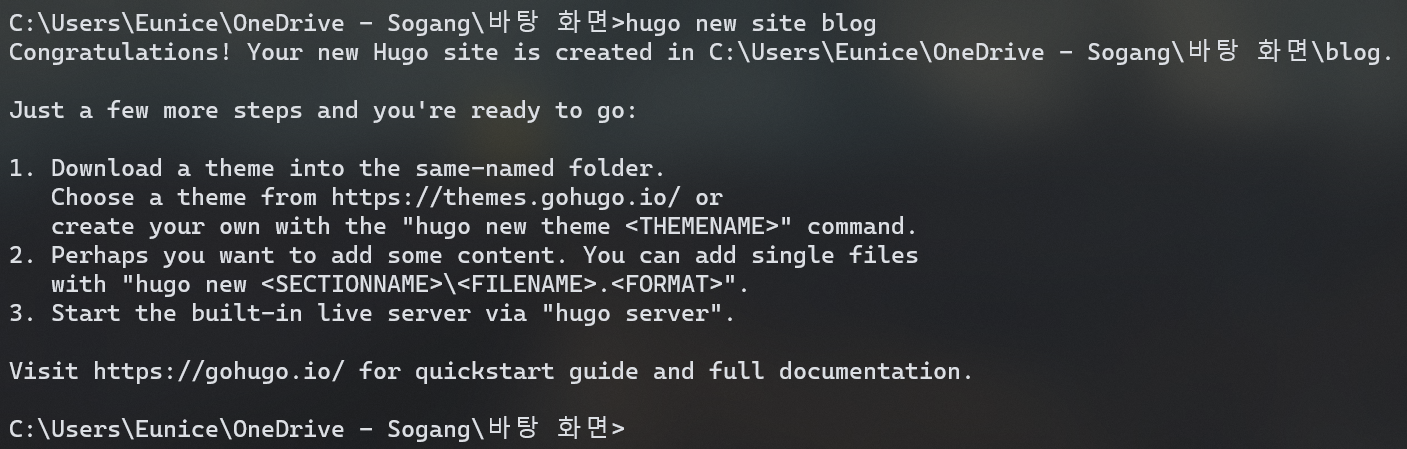 C:\Users\Eunice\OneDrive - Sogang\바탕 화면>hugo new site blog
Congratulations! Your new Hugo site is created in C:\Users\Eunice\OneDrive - Sogang\바탕 화면\blog.
Just a few more steps and you're ready to go:
1. Download a theme into the same-named folder.
   Choose a theme from https://themes.gohugo.io/ or
   create your own with the "hugo new theme <THEMENAME>" command.
2. Perhaps you want to add some content. You can add single files
   with "hugo new <SECTIONNAME>\<FILENAME>.<FORMAT>".
3. Start the built-in live server via "hugo server".
Visit https://gohugo.io/ for quickstart guide and full documentation.
C:\Users\Eunice\OneDrive - Sogang\바탕 화면>